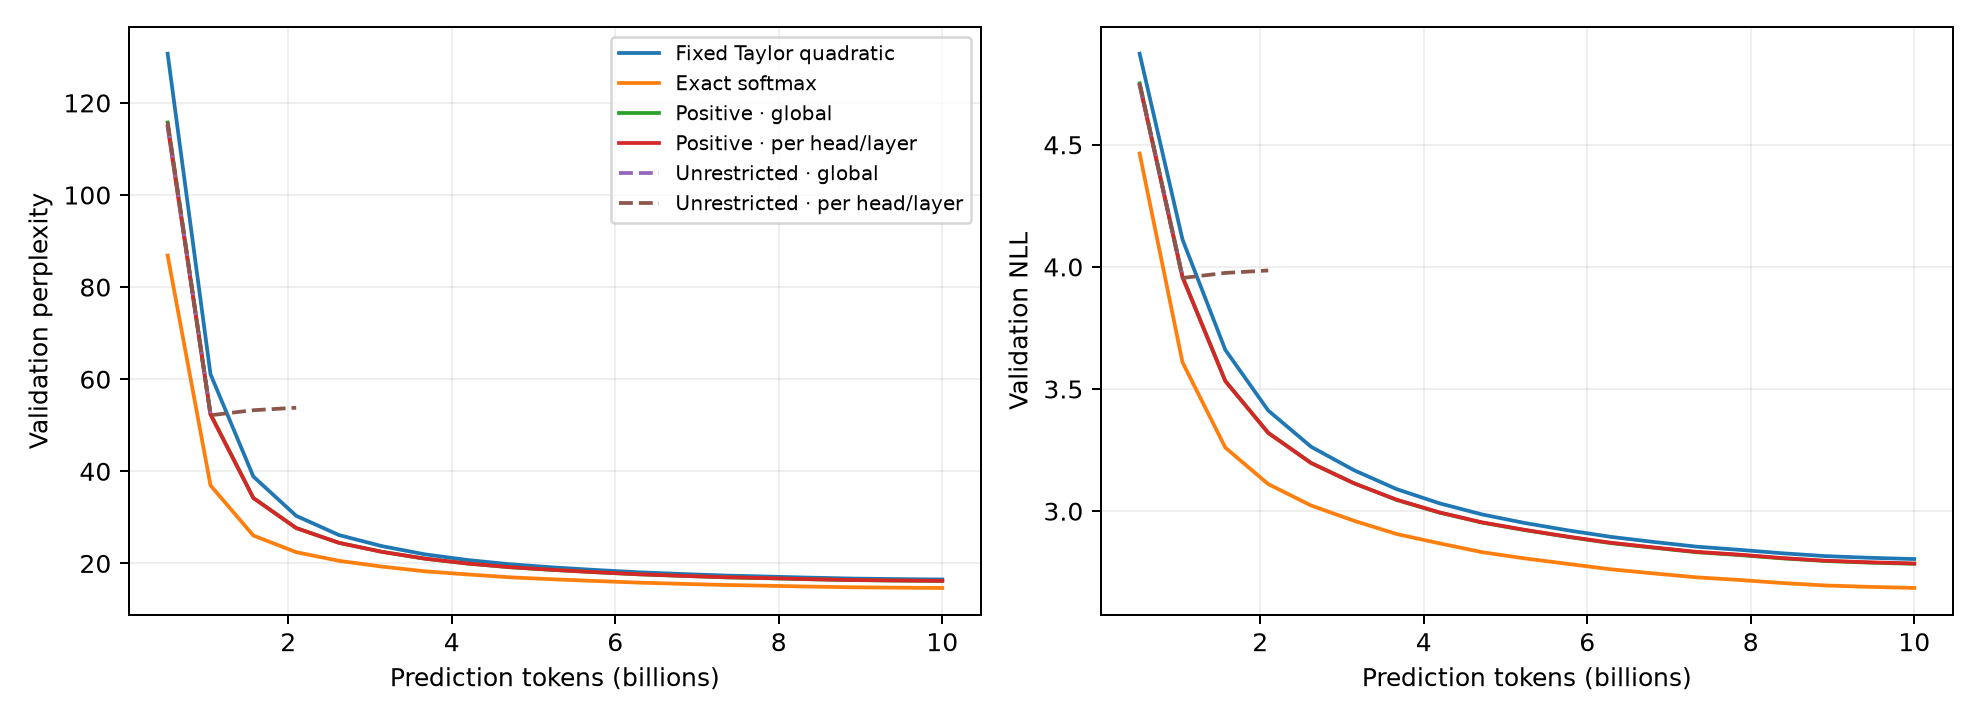 Validation perplexity
120
100
80
60
40
20
2
4
6
8
10
Prediction tokens (billions)
Fixed Taylor quadratic
Exact softmax
Positive · global
Positive · per head/layer
Unrestricted · global
Unrestricted · per head/layer
Validation NLL
4.5
4.0
3.5
3.0
2
4
6
8
10
Prediction tokens (billions)